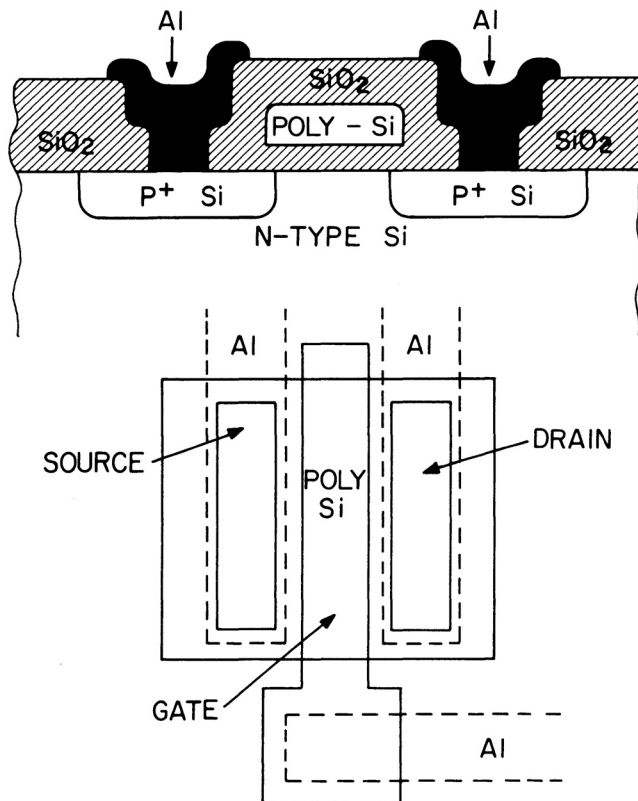 Al
Al
SiO₂
POLY-Si
SiO₂
SiO₂
P⁺ Si
P⁺ Si
N-TYPE Si
Al
Al
SOURCE
DRAIN
POLY
Si
GATE
Al